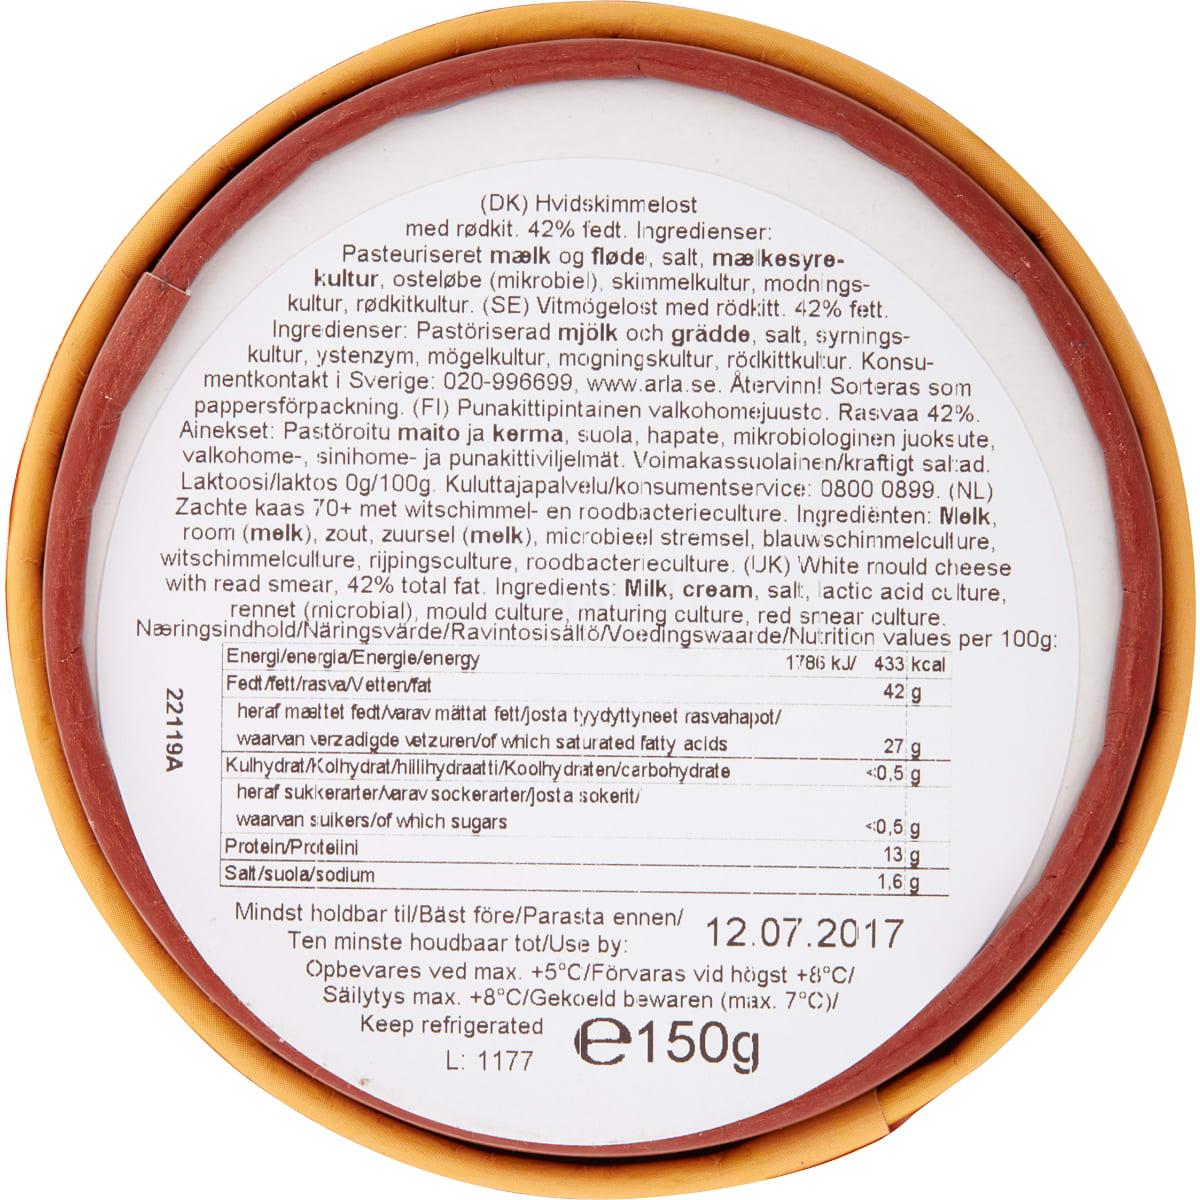 (DK) Hvidskimmelost
med rødkit. 42% fedt. Ingredienser:
Pasteuriseret mælk og fløde, salt, mælkesyre-
kultur, osteløbe (mikrobiel), skimmelkultur, modnings-
kultur, rødkitkultur. (SE) Vitmögelost med rödkitt. 42% fett.
Ingredienser: Pastöriserad mjölk och grädde, salt, syrnings-
kultur, ystenzym, mögelkultur, mogningskultur, rödkittkultur. Konsu-
mentkontakt i Sverige: 020-996699, www.arla.se. Återvinn! Sorteras som
pappersförpackning. (FI) Punakittipintainen valkohomejuusto. Rasvaa 42%.
Ainekset: Pastöroitu maito ja kerma, suola, hapate, mikrobiologinen juoksute,
valkohome-, sinihome- ja punakittiviljelmät. Voimakassuolainen/kraftigt saltad.
Laktoosi/laktos 0g/100g. Kuluttajapalvelu/konsumentservice: 0800 0899. (NL)
Zachte kaas 70+ met witschimmel- en roodbacterieculture. Ingrediënten: Melk,
room (melk), zout, zuursel (melk), microbieel stremsel, blauwschimmelculture,
witschimmelculture, rijpingsculture, roodbacterieculture. (UK) White mould cheese
with read smear, 42% total fat. Ingredients: Milk, cream, salt, lactic acid culture,
rennet (microbial), mould culture, maturing culture, red smear culture.
Næringsindhold/Näringsvärde/Ravintosisältö/Voedingswaarde/Nutrition values per 100g:
Energi/energia/Energie/energy 1786 kJ/ 433 kcal
Fedt/fett/rasva/Vetten/fat 42 g
heraf mættet fedt/varav mättat fett/josta tyydyttyneet rasvahapot/
waarvan verzadigde vetzuren/of which saturated fatty acids 27 g
Kulhydrat/Kolhydrat/hiilihydraatti/Koolhydraten/carbohydrate <0,5 g
heraf sukkerarter/varav sockerarter/josta sokerit/
waarvan suikers/of which sugars <0,5 g
Protein/Proteiini 13 g
Salt/suola/sodium 1,6 g
22119A
Mindst holdbar til/Bäst före/Parasta ennen/
Ten minste houdbaar tot/Use by: 12.07.2017
Opbevares ved max. +5°C/Förvaras vid högst +8°C/
Säilytys max. +8°C/Gekoeld bewaren (max. 7°C)/
Keep refrigerated
L: 1177 ℮150g